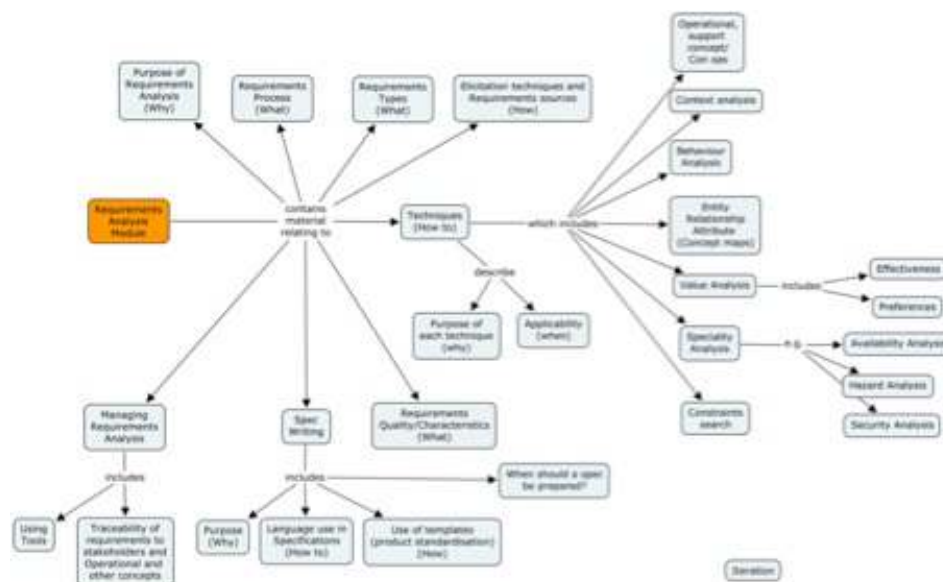 Operational,
support
concept/
Con ops
Purpose of
Requirements
Analysis
(Why)
Requirements
Process
(What)
Requirements
Types
(What)
Elicitation techniques and
Requirements sources
(How)
Context analysis
Behaviour
Analysis
Requirements
Analysis
Module
contains
material
relating to
Techniques
(How to)
which includes
Entity
Relationship
Attribute
(Concept maps)
describe
Value Analysis
includes
Effectiveness
Preferences
Purpose of
each technique
(why)
Applicability
(when)
Speciality
Analysis
e.g.
Availability Analysis
Hazard Analysis
Security Analysis
Managing
Requirements
Analysis
Spec
Writing
Requirements
Quality/Characteristics
(What)
Constraints
search
includes
includes
When should a spec
be prepared?
Using
Tools
Traceability of
requirements to
stakeholders and
Operational and
other concepts
Purpose
(Why)
Language use in
Specifications
(How to)
Use of templates
(product standardisation)
(How)
Iteration